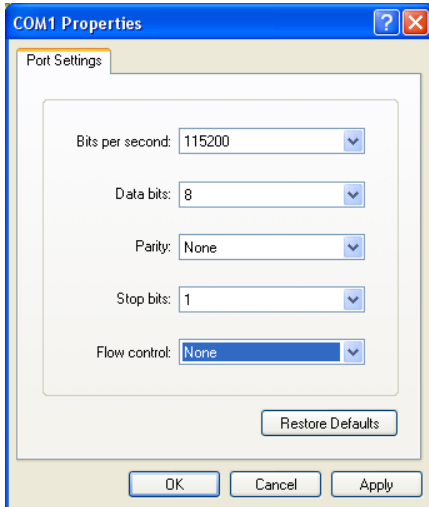 COM1 Properties
Port Settings
Bits per second: 115200
Data bits: 8
Parity: None
Stop bits: 1
Flow control: None
Restore Defaults
OK Cancel Apply